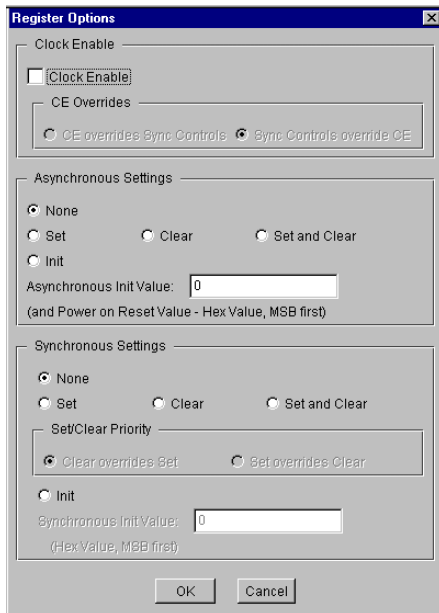 Register Options
Clock Enable
Clock Enable
CE Overrides
CE overrides Sync Controls Sync Controls override CE
Asynchronous Settings
None
Set Clear Set and Clear
Init
Asynchronous Init Value: 0
(and Power on Reset Value - Hex Value, MSB first)
Synchronous Settings
None
Set Clear Set and Clear
Set/Clear Priority
Clear overrides Set Set overrides Clear
Init
Synchronous Init Value: 0
(Hex Value, MSB first)
OK Cancel